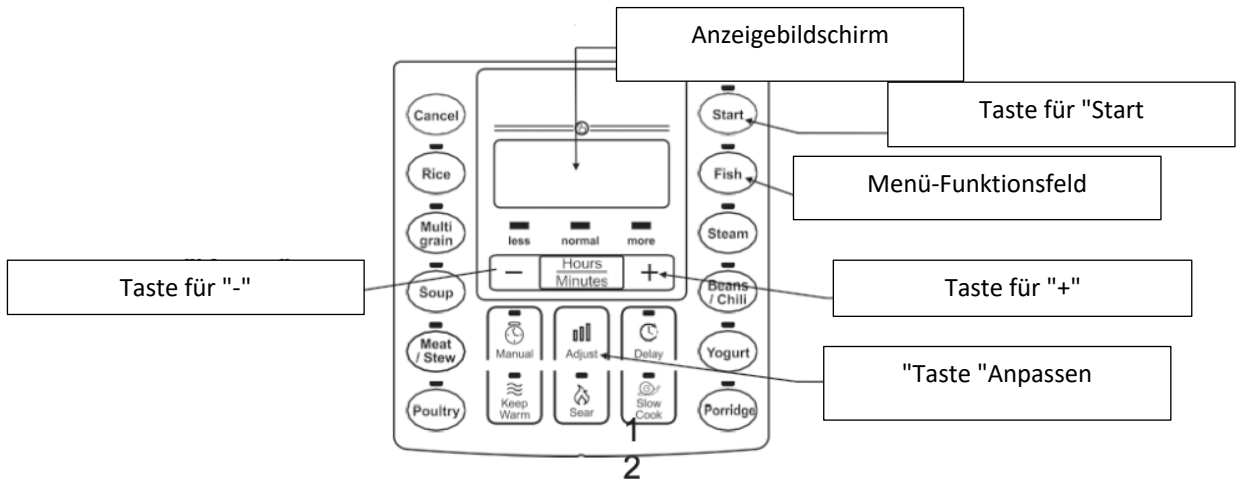 Anzeigebildschirm
Cancel
Start
Taste für "Start
Rice
Fish
Menü-Funktionsfeld
Multi
grain
less
normal
more
Steam
Taste für "-"
Soup
−
Hours
Minutes
+
Beans
/ Chili
Taste für "+"
Meat
/ Stew
Manual
Adjust
Delay
Yogurt
"Taste "Anpassen
Poultry
Keep
Warm
Sear
Slow
Cook
Porridge
1
2